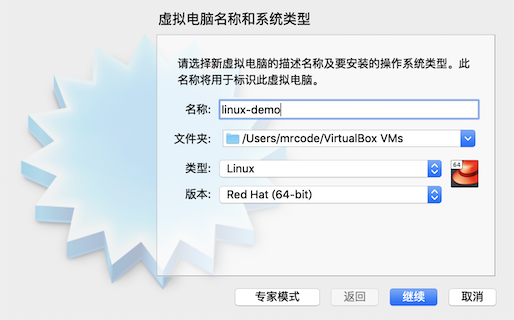 虚拟电脑名称和系统类型
请选择新虚拟电脑的描述名称及要安装的操作系统类型。此
名称将用于标识此虚拟电脑。
名称: linux-demo
文件夹: /Users/mrcode/VirtualBox VMs
类型: Linux
64
版本: Red Hat (64-bit)
专家模式 返回 继续 取消